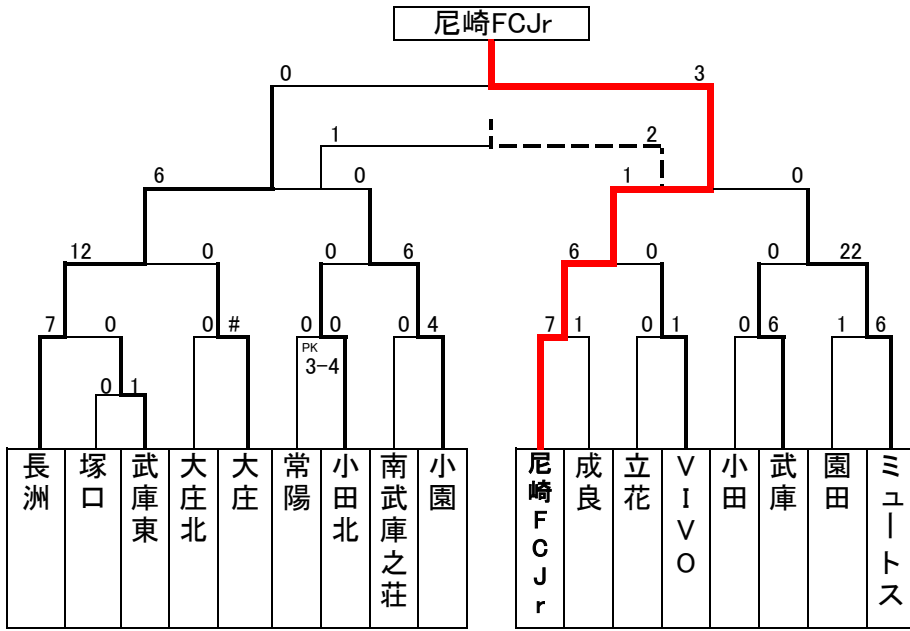 尼崎FCJr
0 3
1 2
6 0 1 0
12 0 0 6 6 0 0 22
7 0 0 # 0 0 0 4 7 1 0 1 0 6 1 6
PK
3-4
0 1
長洲
塚口
武庫東
大庄北
大庄
常陽
小田北
南武庫之荘
小園
尼崎FCJr
成良
立花
VIVO
小田
武庫
園田
ミュートス